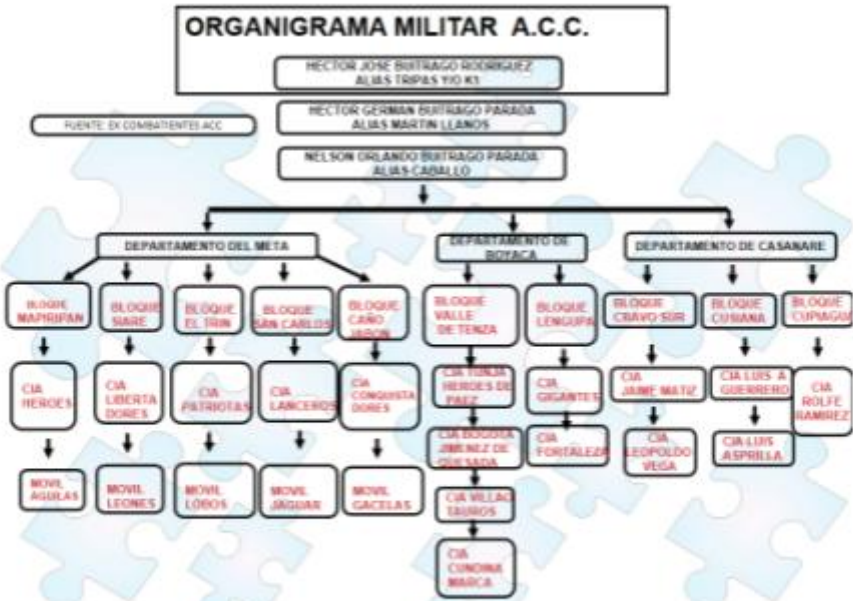 ORGANIGRAMA MILITAR A.C.C.
HECTOR JOSE BUITRAGO RODRIGUEZ
ALIAS TRIPAS Y/O K1
HECTOR GERMAN BUITRAGO PARADA
ALIAS MARTIN LLANOS
FUENTE: EX COMBATIENTES ACC
NELSON ORLANDO BUITRAGO PARADA
ALIAS CABALLO
DEPARTAMENTO DEL META
DEPARTAMENTO DE
BOYACA
DEPARTAMENTO DE CASANARE
BLOQUE
MAPIRIPAN
BLOQUE
SIARE
BLOQUE
EL TRIN
BLOQUE
SAN CARLOS
BLOQUE
CAÑO
JABON
BLOQUE
VALLE
DE TENZA
BLOQUE
LENGUPA
BLOQUE
CRAVO SUR
BLOQUE
CUSIANA
BLOQUE
CUPIAGUA
CIA
HEROES
CIA
LIBERTA
DORES
CIA
PATRIOTAS
CIA
LANCEROS
CIA
CONQUISTA
DORES
CIA TUNJA
HEROES DE
PAEZ
CIA
GIGANTES
CIA
JAIME MATIZ
CIA LUIS A
GUERRERO
CIA
ROLFE
RAMIREZ
CIA BOGOTA
JIMENEZ DE
QUESADA
CIA
FORTALEZA
CIA
LEOPOLDO
VEGA
CIA LUIS
ASPRILLA
MOVIL
AGUILAS
MOVIL
LEONES
MOVIL
LOBOS
MOVIL
JAGUAR
MOVIL
GACELAS
CIA VILLAO
TAUROS
CIA
CUNDINA
MARCA